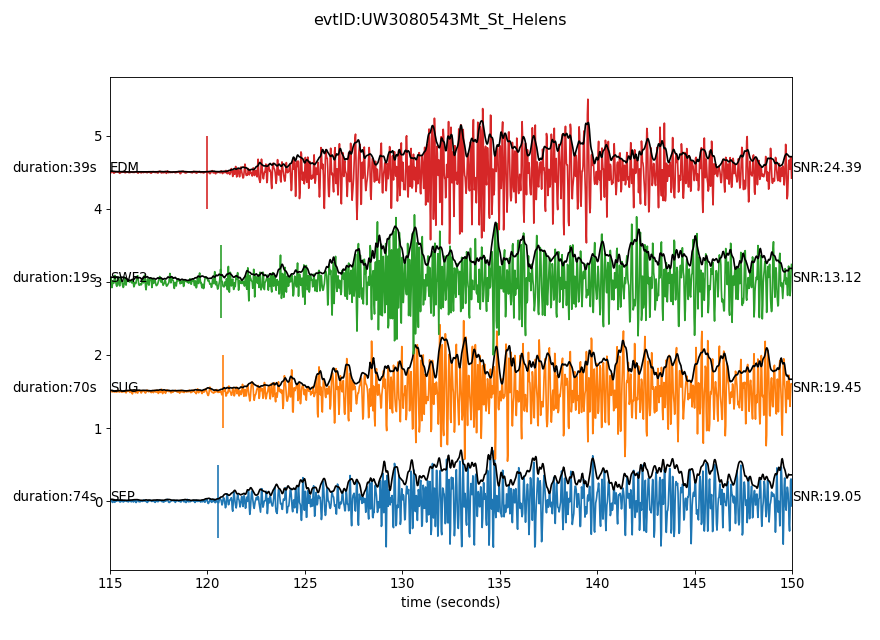 evtID:UW3080543Mt_St_Helens
5
duration:39s EDM SNR:24.39
4
duration:19s SWF2 SNR:13.12
3
2
duration:70s SUG SNR:19.45
1
duration:74s SEP SNR:19.05
0
115 120 125 130 135 140 145 150
time (seconds)